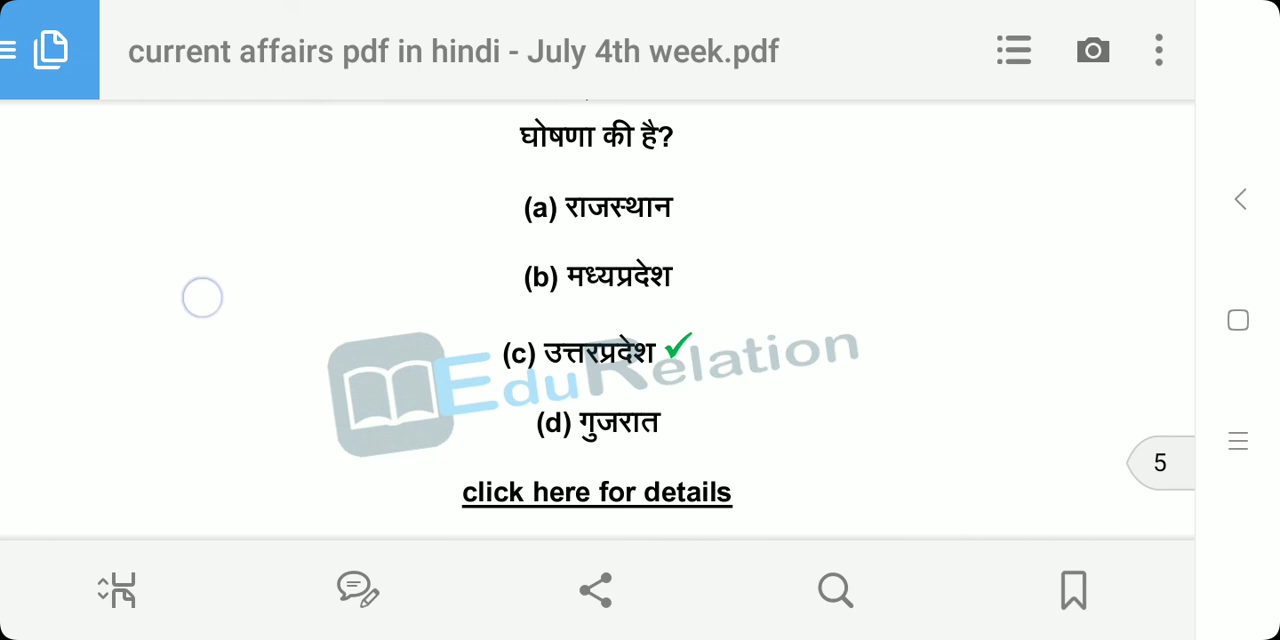 current affairs pdf in hindi - July 4th week.pdf
घोषणा की है?
(a) राजस्थान
(b) मध्यप्रदेश
(c) उत्तरप्रदेश
EduRelation
(d) गुजरात
5
click here for details